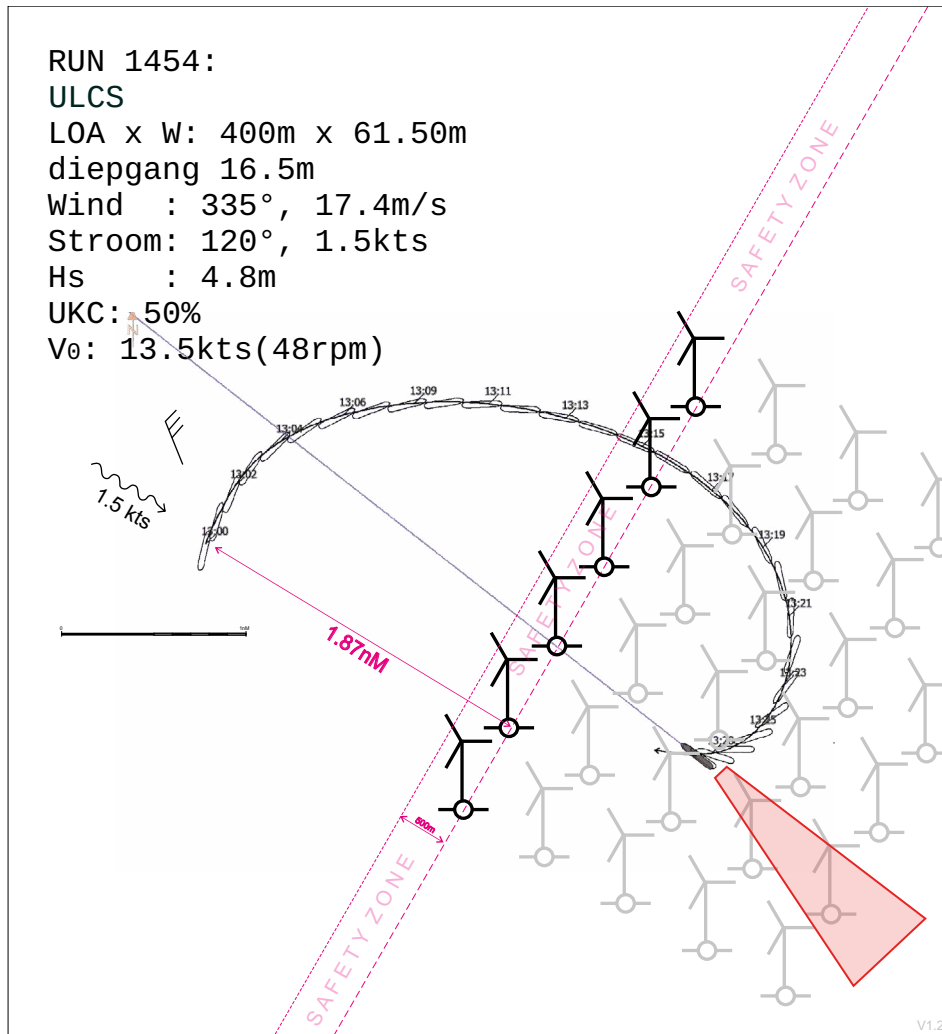 RUN 1454:
ULCS
LOA x W: 400m x 61.50m
diepgang 16.5m
Wind  : 335°, 17.4m/s
Stroom: 120°, 1.5kts
Hs    : 4.8m
UKC: 50%
V0: 13.5kts(48rpm)
N
SAFETY ZONE
13:09
13:06
13:11
13:13
13:04
13:15
13:02
13:17
1.5 kts
13:00
13:19
SAFETY ZONE
13:21
0
1nM
1.87nM
13:23
13:25
500m
SAFETY ZONE
V1.2